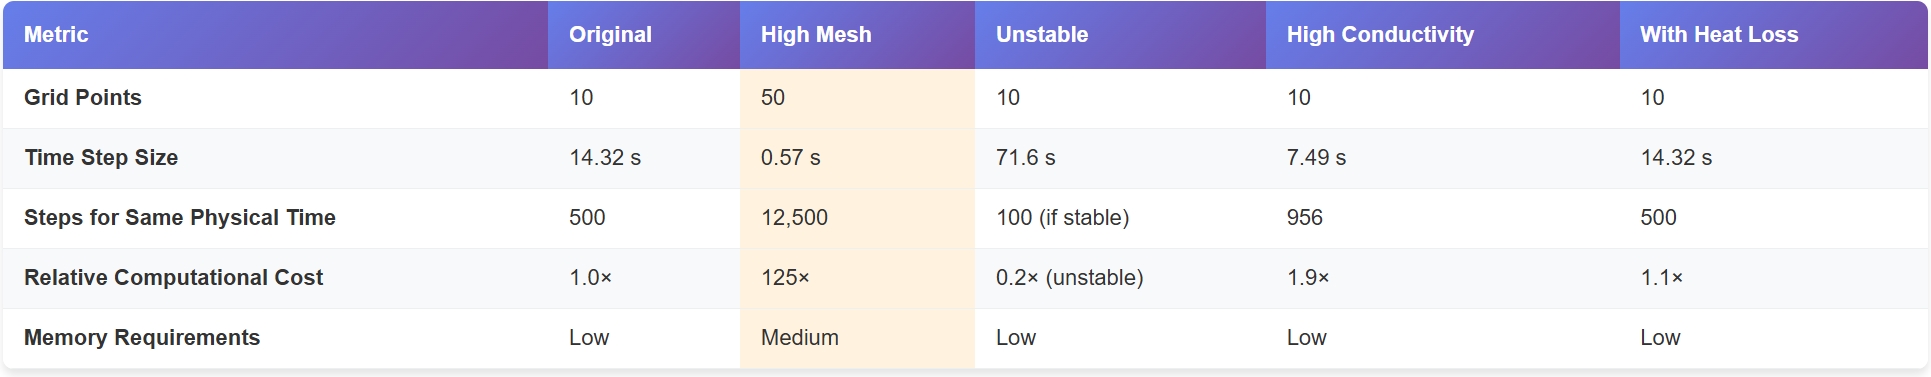 Metric Original High Mesh Unstable High Conductivity With Heat Loss
Grid Points 10 50 10 10 10
Time Step Size 14.32 s 0.57 s 71.6 s 7.49 s 14.32 s
Steps for Same Physical Time 500 12,500 100 (if stable) 956 500
Relative Computational Cost 1.0× 125× 0.2× (unstable) 1.9× 1.1×
Memory Requirements Low Medium Low Low Low